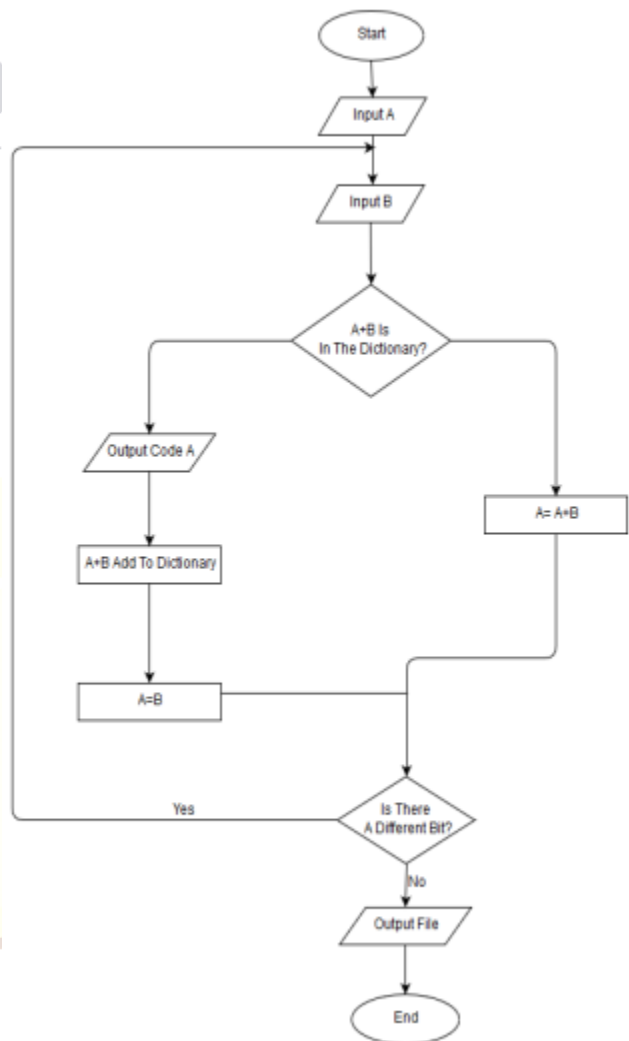 Start
Input A
Input B
A+B Is
In The Dictionary?
Output Code A
A= A+B
A+B Add To Dictionary
A=B
Yes
Is There
A Different Bit?
No
Output File
End